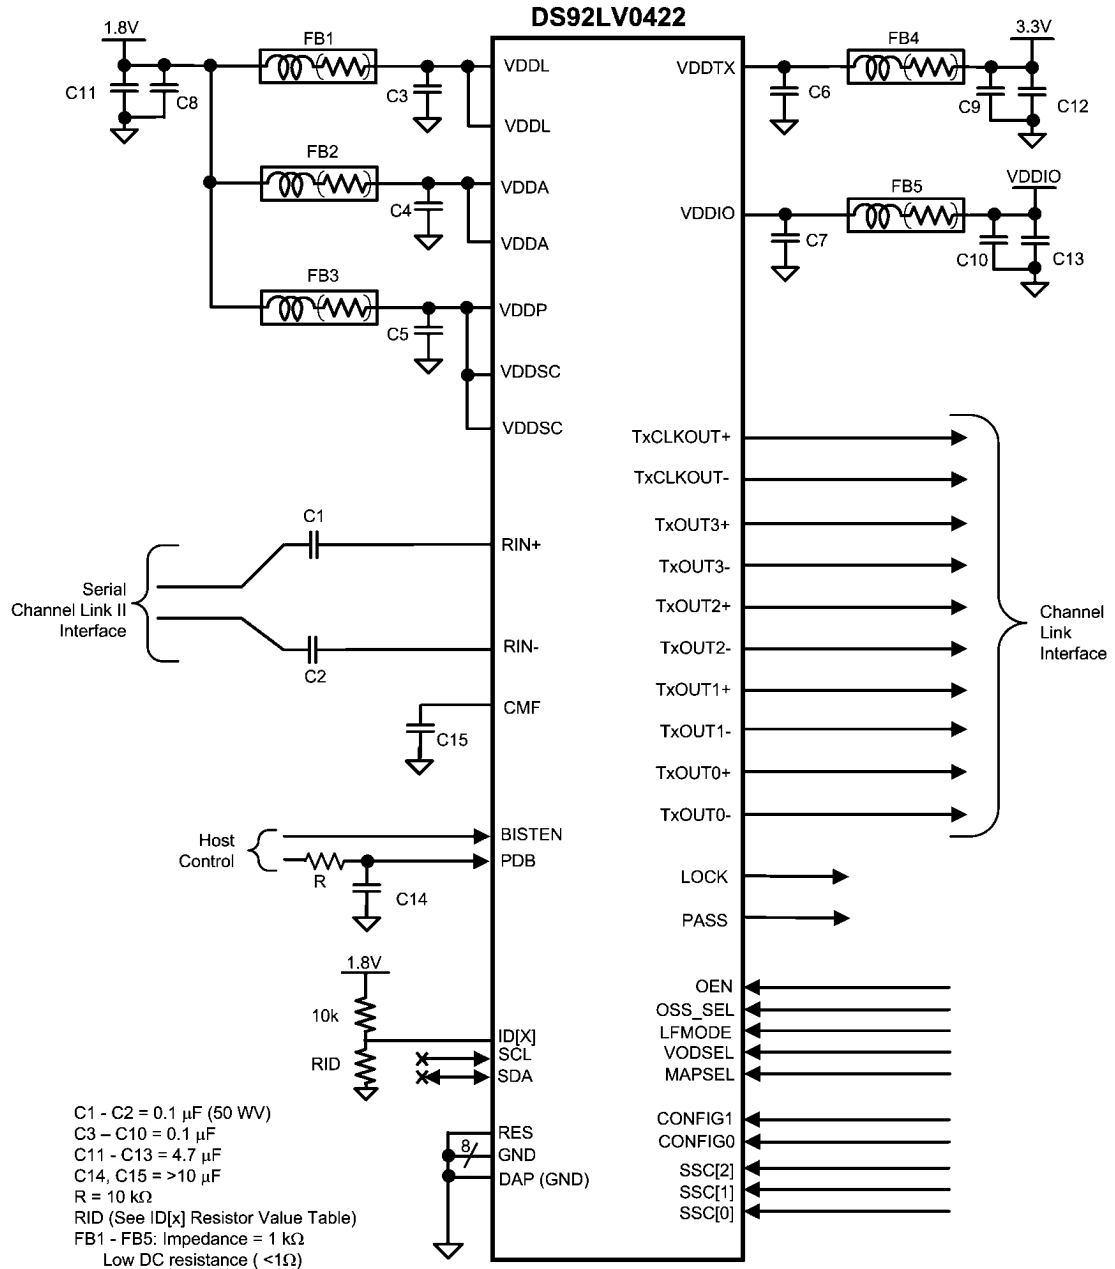 DS92LV0422
1.8V
FB1
C11
C8
C3
VDDL
VDDL
FB2
C4
VDDA
VDDA
FB3
C5
VDDP
VDDSC
VDDSC
VDDTX
C6
FB4
3.3V
C9
C12
VDDIO
C7
FB5
VDDIO
C10
C13
TxCLKOUT+
TxCLKOUT-
TxOUT3+
TxOUT3-
TxOUT2+
TxOUT2-
TxOUT1+
TxOUT1-
TxOUT0+
TxOUT0-
Channel
Link
Interface
C1
RIN+
Serial
Channel Link II
Interface
RIN-
C2
CMF
C15
Host
Control
BISTEN
PDB
R
C14
LOCK
PASS
1.8V
10k
RID
ID[X]
SCL
SDA
OEN
OSS_SEL
LFMODE
VODSEL
MAPSEL
CONFIG1
CONFIG0
SSC[2]
SSC[1]
SSC[0]
RES
8
GND
DAP (GND)
C1 - C2 = 0.1 μF (50 WV)
C3 – C10 = 0.1 μF
C11 - C13 = 4.7 μF
C14, C15 = >10 μF
R = 10 kΩ
RID (See ID[x] Resistor Value Table)
FB1 - FB5: Impedance = 1 kΩ
Low DC resistance ( <1Ω)